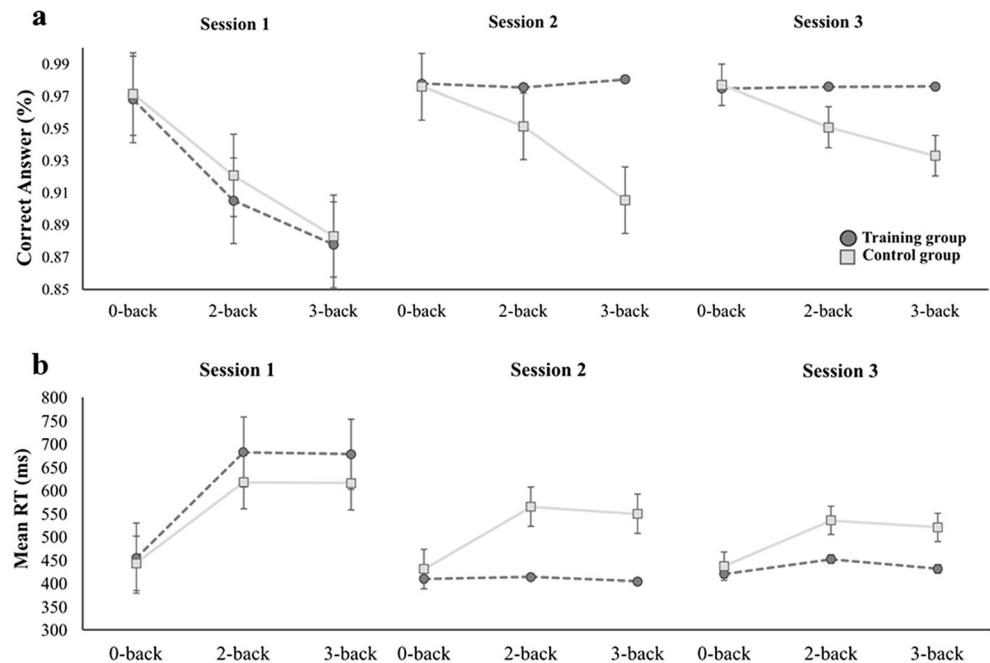 a
Session 1 Session 2 Session 3
Correct Answer (%)
0.99
0.97
0.95
0.93
0.91
0.89
0.87
0.85
Training group
Control group
0-back 2-back 3-back 0-back 2-back 3-back 0-back 2-back 3-back
b
Session 1 Session 2 Session 3
Mean RT (ms)
800
750
700
650
600
550
500
450
400
350
300
0-back 2-back 3-back 0-back 2-back 3-back 0-back 2-back 3-back